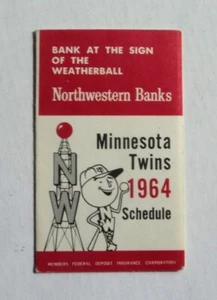 BANK AT THE SIGN
OF THE
WEATHERBALL
Northwestern Banks
Minnesota
Twins
1964
Schedule
N
W
MEMBERS FEDERAL DEPOSIT INSURANCE CORPORATION